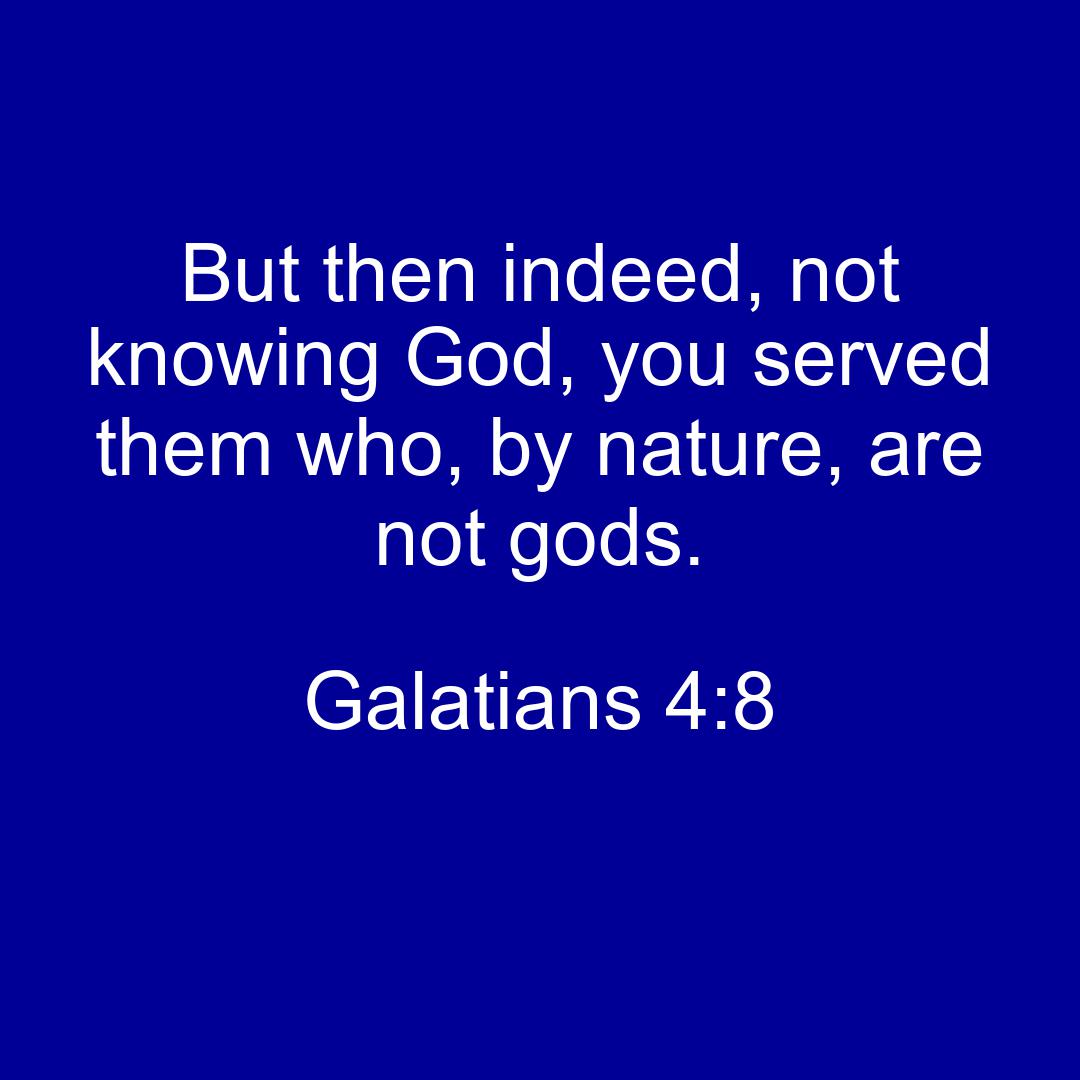 But then indeed, not
knowing God, you served
them who, by nature, are
not gods.
Galatians 4:8